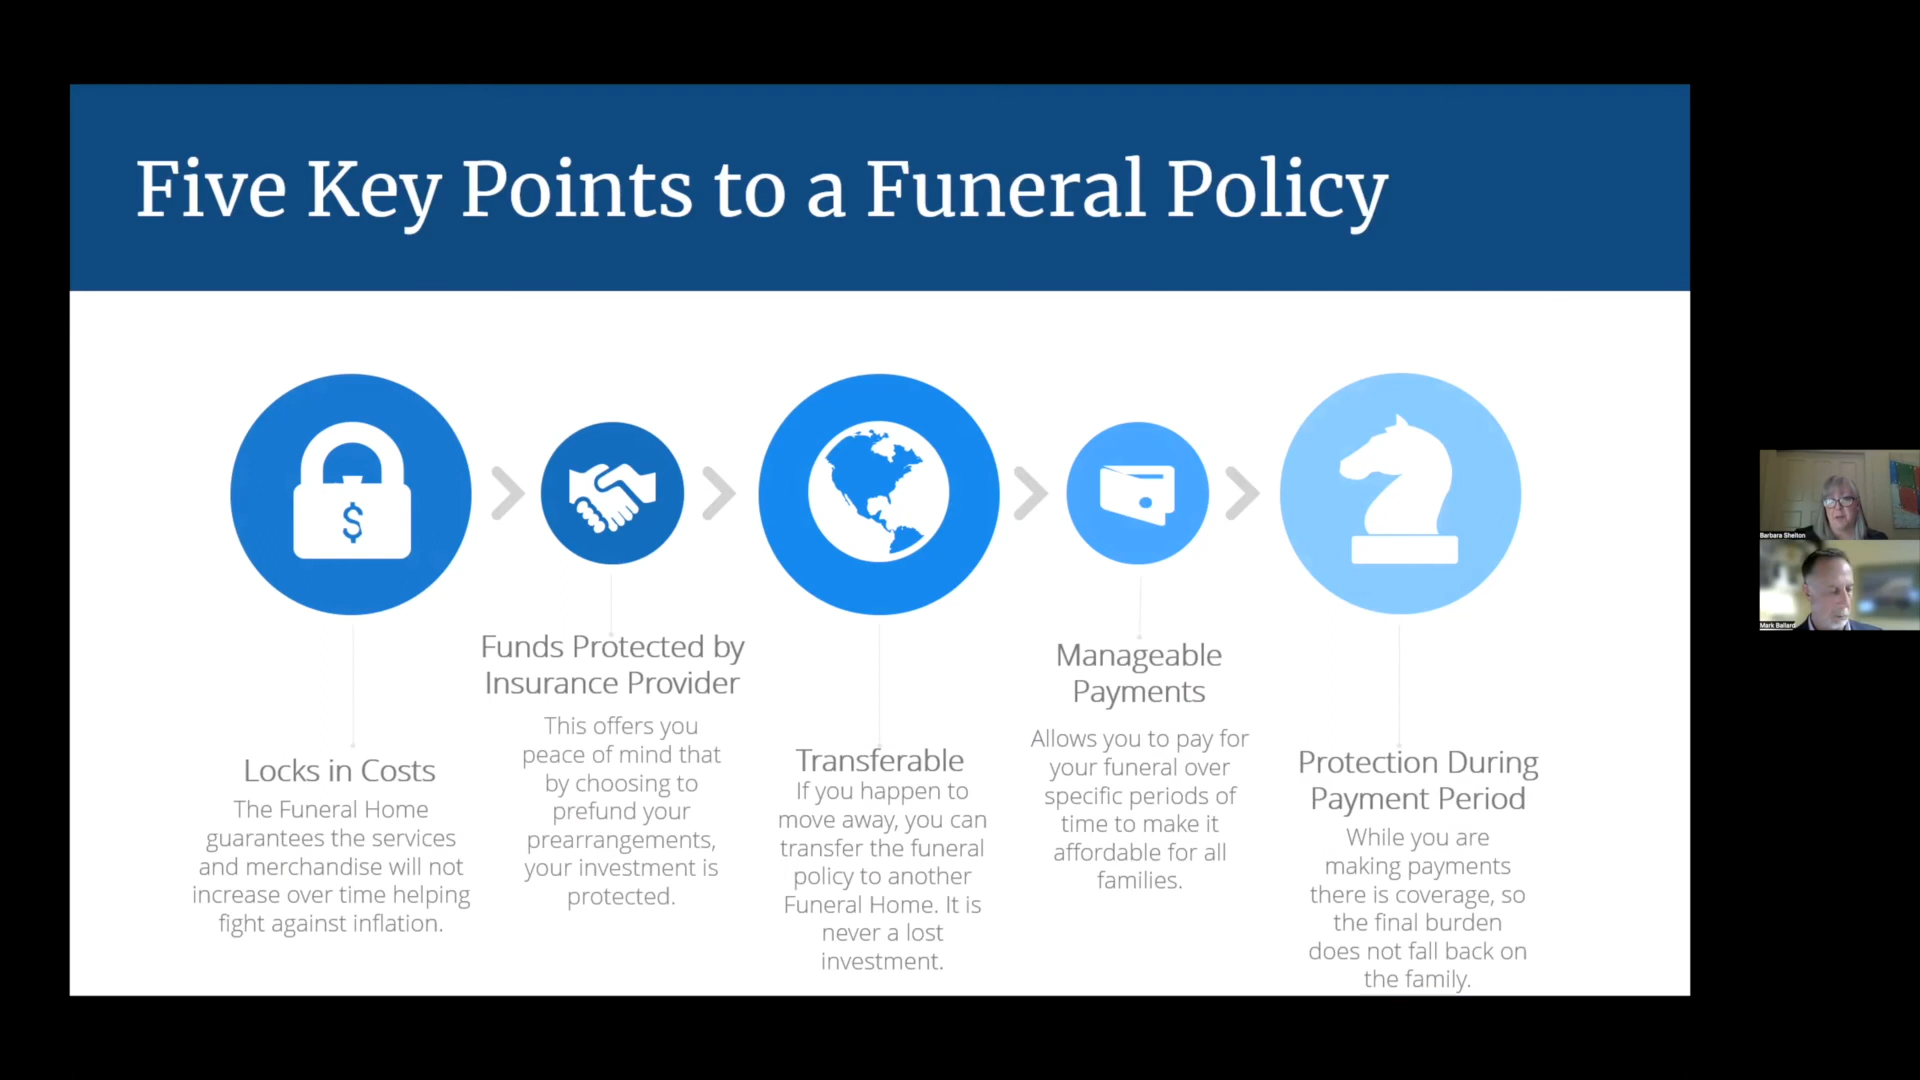 Five Key Points to a Funeral Policy
$
Locks in Costs
The Funeral Home
guarantees the services
and merchandise will not
increase over time helping
fight against inflation.
Funds Protected by
Insurance Provider
This offers you
peace of mind that
by choosing to
prefund your
prearrangements,
your investment is
protected.
Transferable
If you happen to
move away, you can
transfer the funeral
policy to another
Funeral Home. It is
never a lost
investment.
Manageable
Payments
Allows you to pay for
your funeral over
specific periods of
time to make it
affordable for all
families.
Protection During
Payment Period
While you are
making payments
there is coverage, so
the final burden
does not fall back on
the family.
Barbara Shelton
Mark Ballard